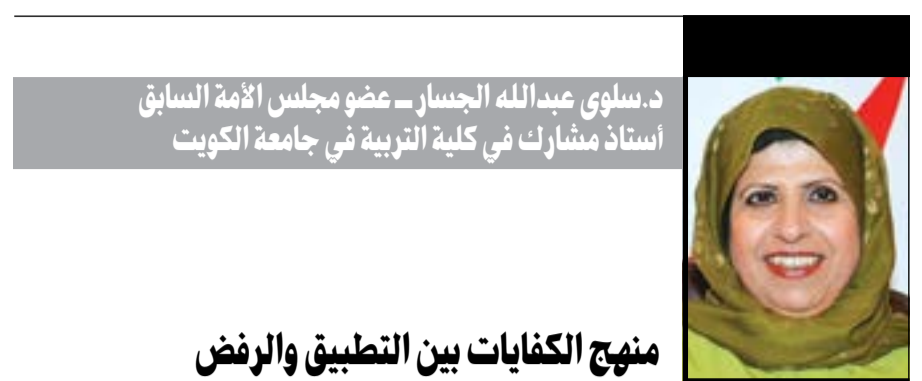 د.سلوى عبدالله الجسار ــ عضو مجلس الأمة السابق
أستاذ مشارك في كلية التربية في جامعة الكويت
منهج الكفايات بين التطبيق والرفض